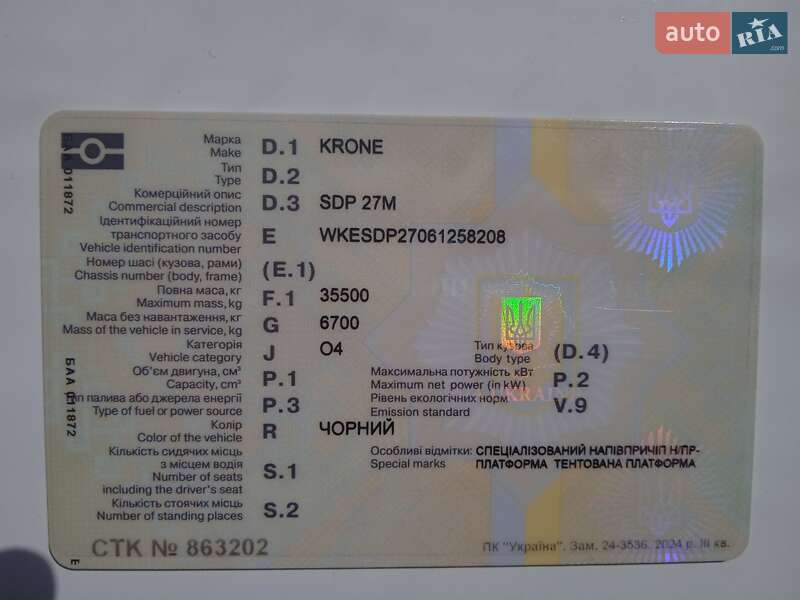 auto RIA.com
БАА 011872
Марка
Make D.1 KRONE
Тип
Type D.2
Комерційний опис
Commercial description D.3 SDP 27M
Ідентифікаційний номер
транспортного засобу
Vehicle identification number E WKESDP27061258208
Номер шасі (кузова, рами)
Chassis number (body, frame) (E.1)
Повна маса, кг
Maximum mass, kg F.1 35500
Маса без навантаження, кг
Mass of the vehicle in service, kg G 6700
Категорія
Vehicle category J O4
Тип кузова
Body type (D.4)
Об'єм двигуна, см³
Capacity, cm³ P.1
Максимальна потужність кВт
Maximum net power (in kW) P.2
Тип палива або джерела енергії
Type of fuel or power source P.3
Рівень екологічних норм
Emission standard V.9
Колір
Color of the vehicle R ЧОРНИЙ
Кількість сидячих місць
з місцем водія
Number of seats
including the driver's seat S.1
Особливі відмітки: СПЕЦІАЛІЗОВАНИЙ НАПІВПРИЧІП Н/ПР-
Special marks ПЛАТФОРМА ТЕНТОВАНА ПЛАТФОРМА
Кількість стоячих місць
Number of standing places S.2
БАА 011872
СТК № 863202
ПК "Україна". Зам. 24-3536. 2024 р. III кв.